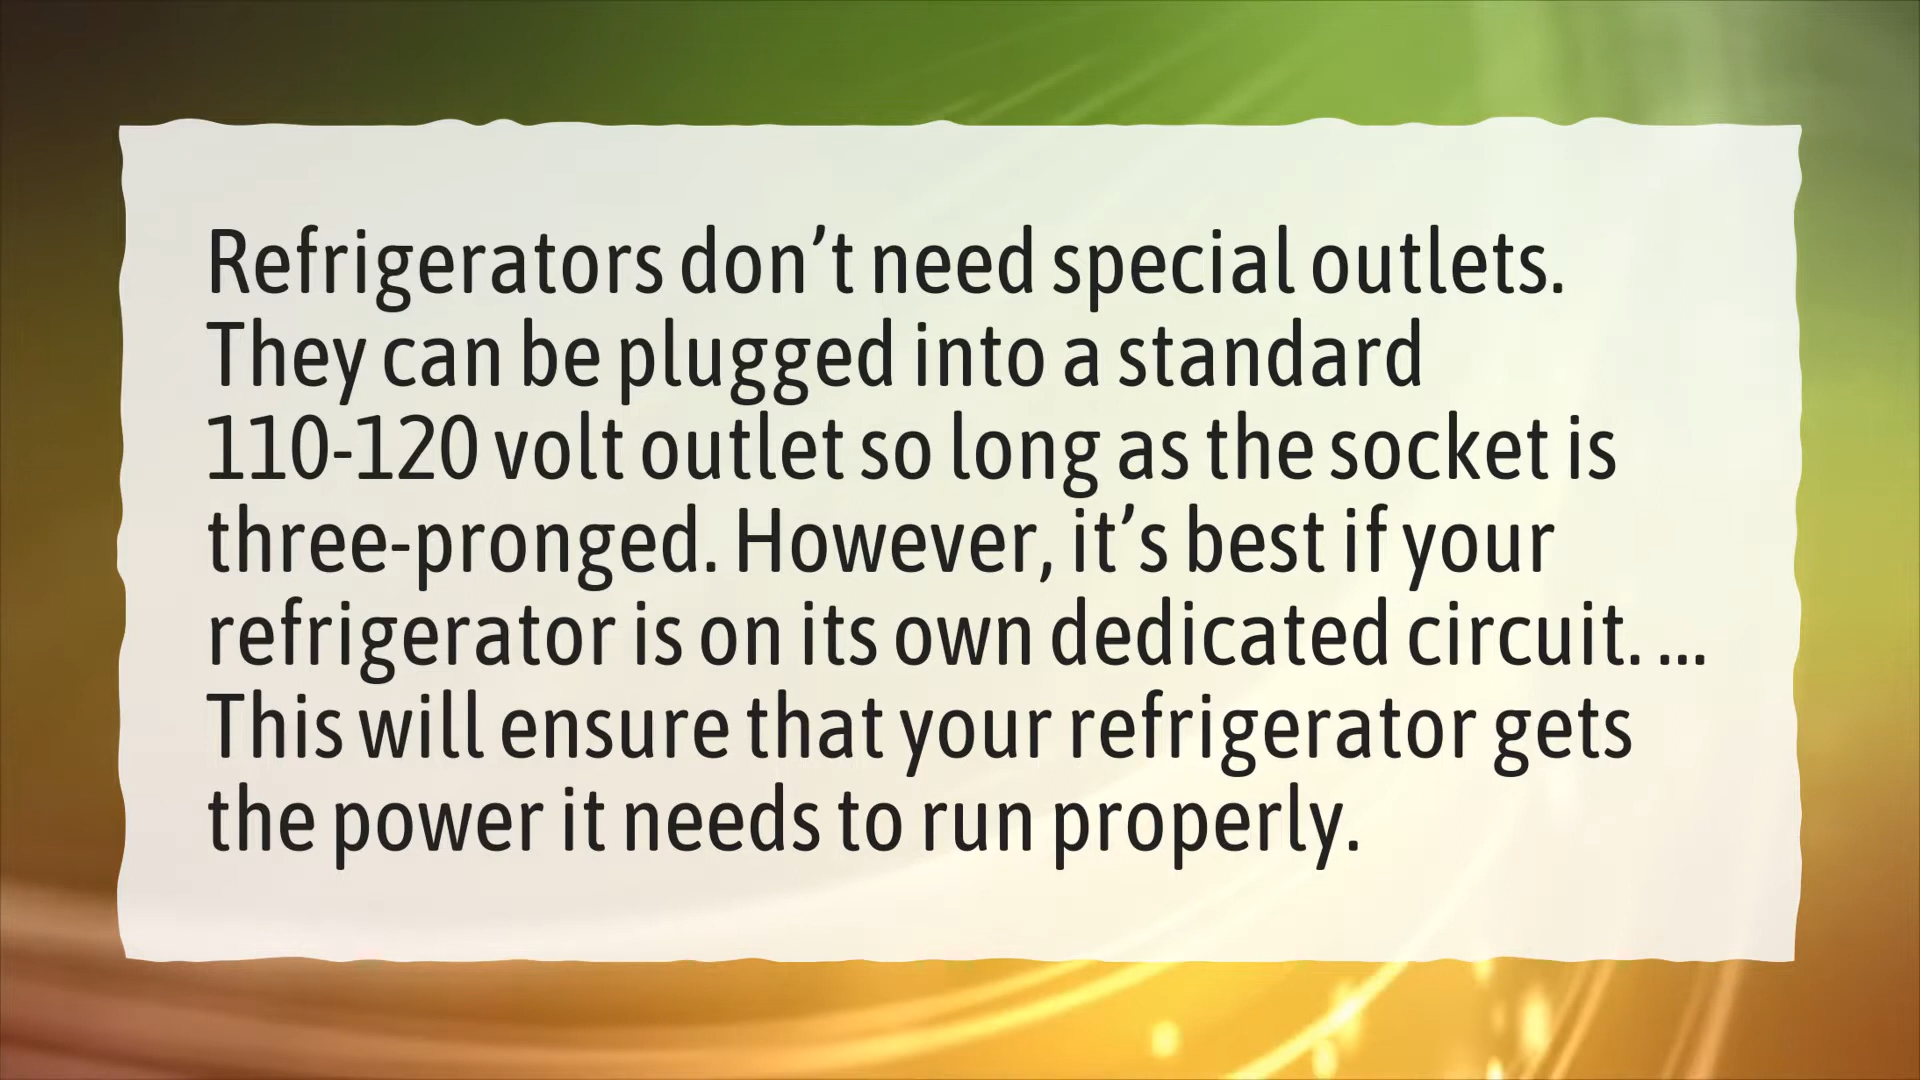 Refrigerators don’t need special outlets.
They can be plugged into a standard
110-120 volt outlet so long as the socket is
three-pronged. However, it’s best if your
refrigerator is on its own dedicated circuit. ...
This will ensure that your refrigerator gets
the power it needs to run properly.